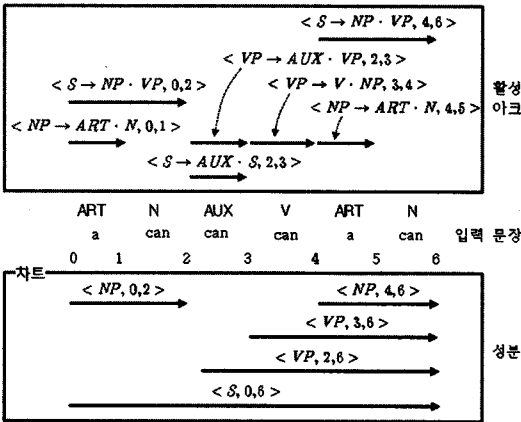 < S → NP · VP, 4,6 >
< VP → AUX · VP, 2,3 >
< S → NP · VP, 0,2 >
< VP → V · NP, 3,4 >
활성
아크
< NP → ART · N, 0,1 >
< NP → ART · N, 4,5 >
< S → AUX · S, 2,3 >
ART N AUX V ART N
a can can can a can 입력 문장
0 1 2 3 4 5 6
차트
< NP, 0,2 > < NP, 4,6 >
< VP, 3,6 >
성분
< VP, 2,6 >
< S, 0,6 >